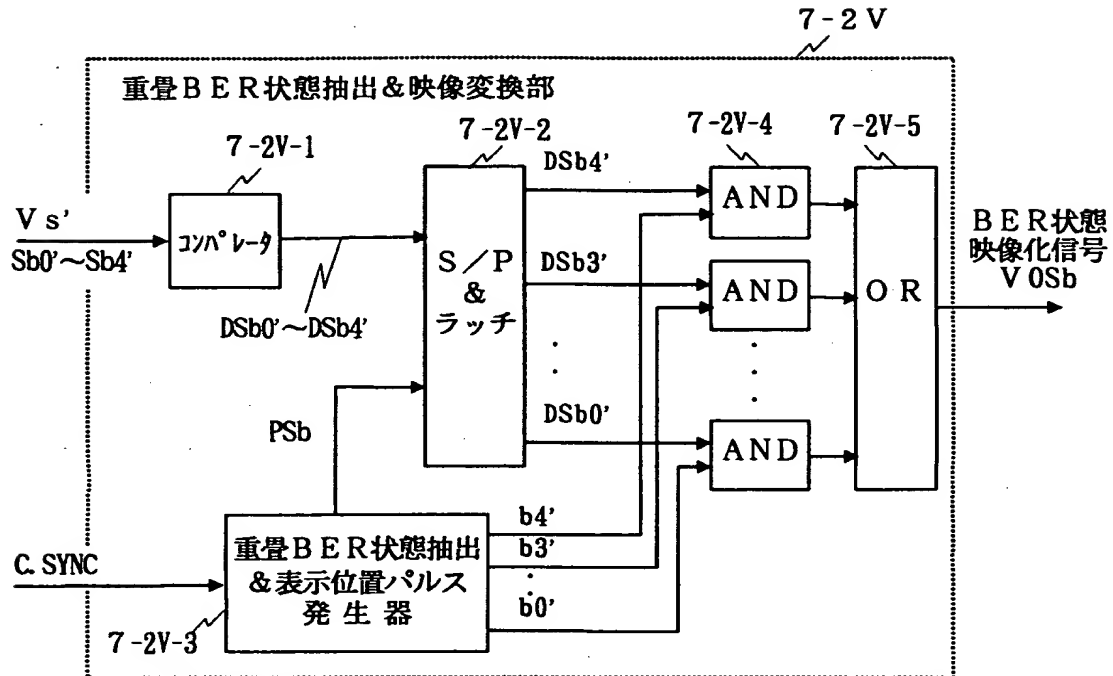 7-2V
重畳BER状態抽出&映像変換部
7-2V-1
7-2V-2
7-2V-4
7-2V-5
Vs'
Sb0'～Sb4'
コンパレータ
DSb0'～DSb4'
S/P
&
ラッチ
DSb4'
DSb3'
DSb0'
AND
AND
AND
OR
BER状態
映像化信号
V0Sb
PSb
C.SYNC
重畳BER状態抽出
&表示位置パルス
発生器
7-2V-3
b4'
b3'
b0'